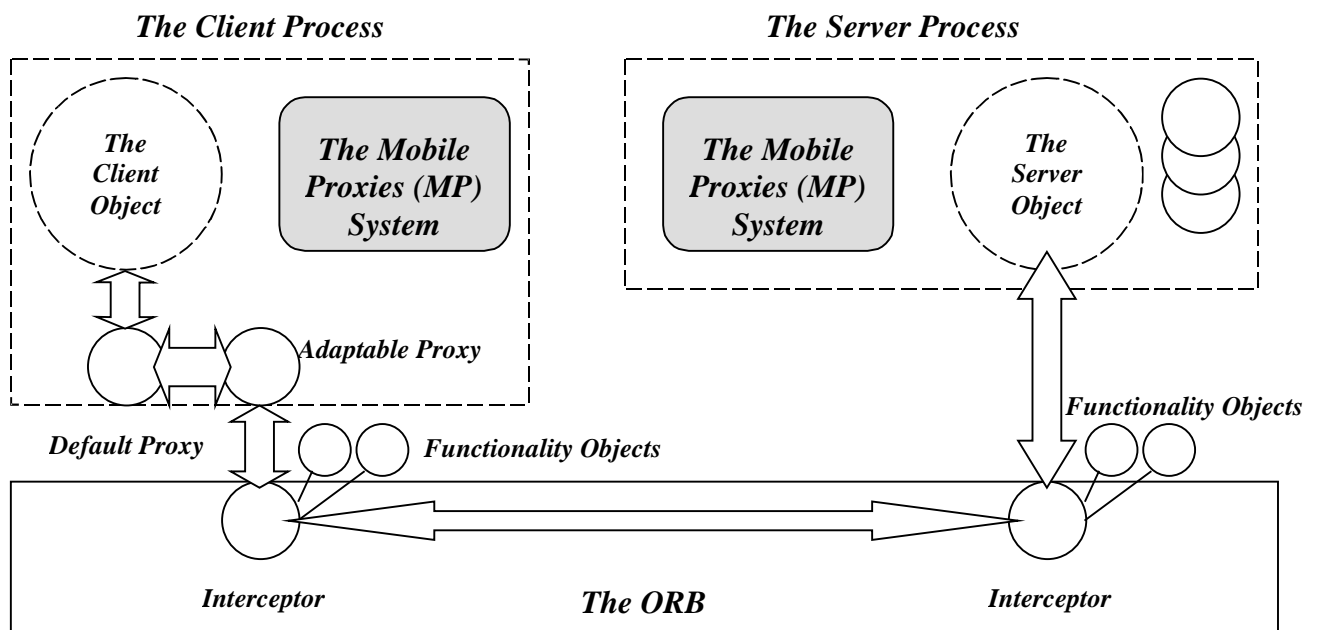 The Client Process
The Server Process
The
Client
Object
The Mobile
Proxies (MP)
System
The Mobile
Proxies (MP)
System
The
Server
Object
Adaptable Proxy
Default Proxy
Functionality Objects
Functionality Objects
Interceptor
The ORB
Interceptor